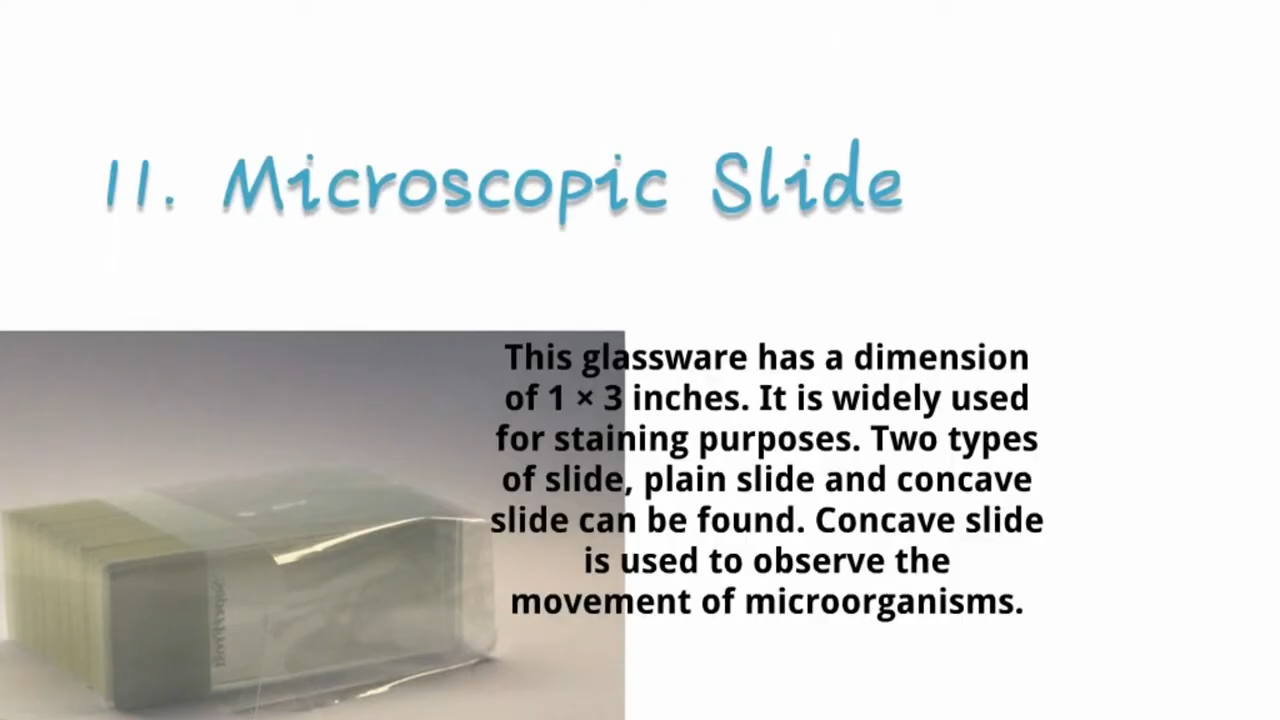 11. Microscopic Slide
This glassware has a dimension
of 1 × 3 inches. It is widely used
for staining purposes. Two types
of slide, plain slide and concave
slide can be found. Concave slide
is used to observe the
movement of microorganisms.